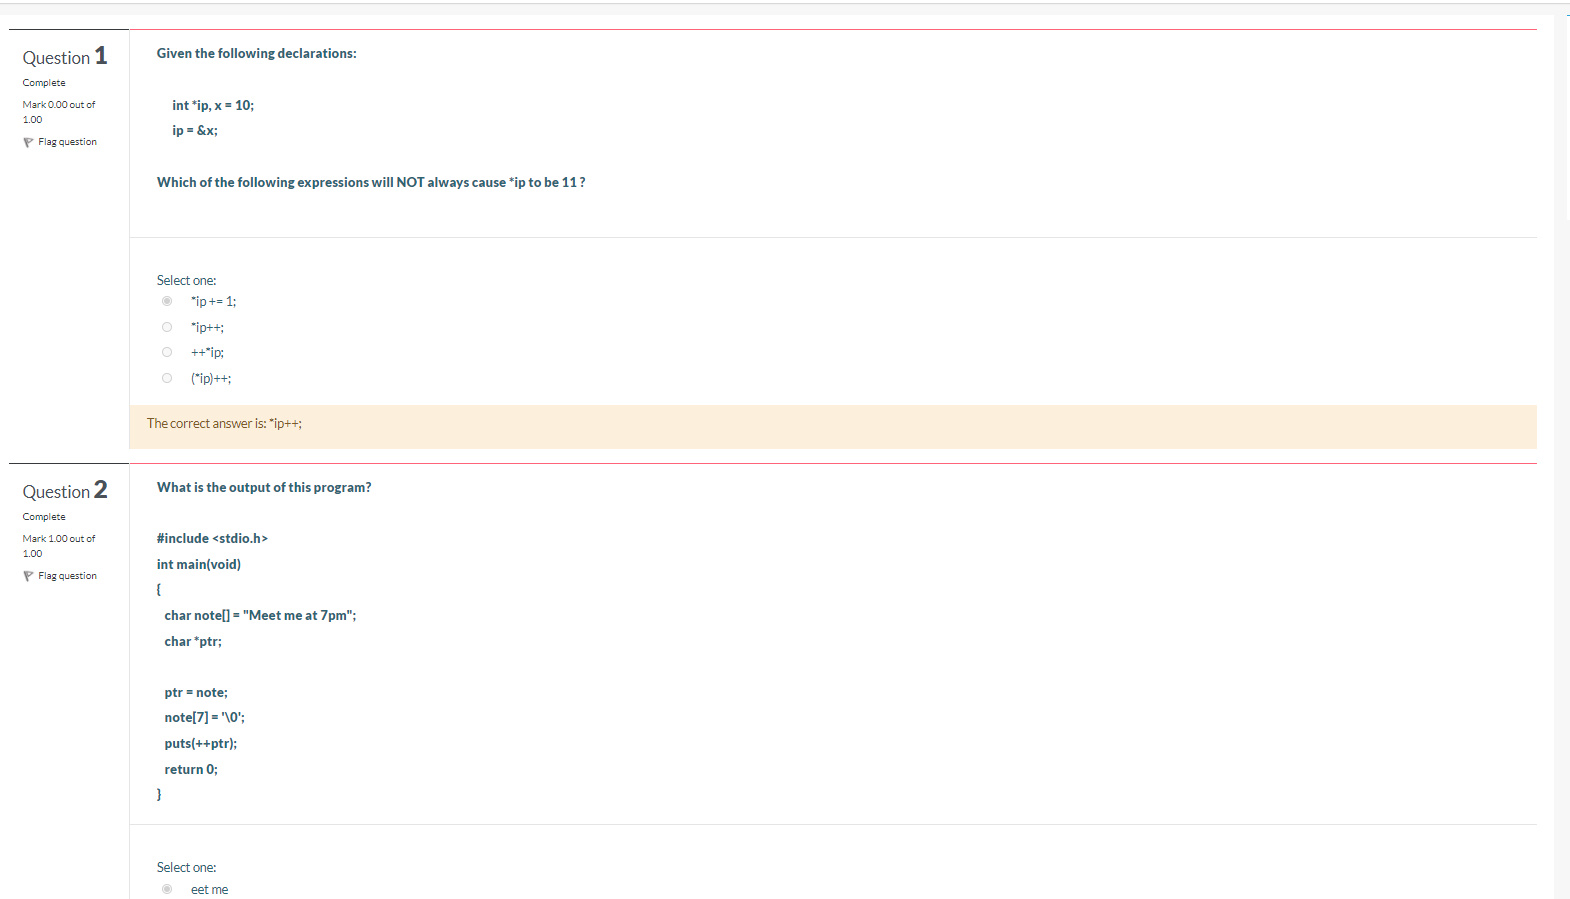 Question 1
Complete
Mark 0.00 out of
1.00
Flag question
Given the following declarations:
int *ip, x = 10;
ip = &x;
Which of the following expressions will NOT always cause *ip to be 11 ?
Select one:
*ip += 1;
*ip++;
++*ip;
(*ip)++;
The correct answer is: *ip++;
Question 2
Complete
Mark 1.00 out of
1.00
Flag question
What is the output of this program?
#include <stdio.h>
int main(void)
{
char note[] = "Meet me at 7pm";
char *ptr;
ptr = note;
note[7] = '\0';
puts(++ptr);
return 0;
}
Select one:
eet me